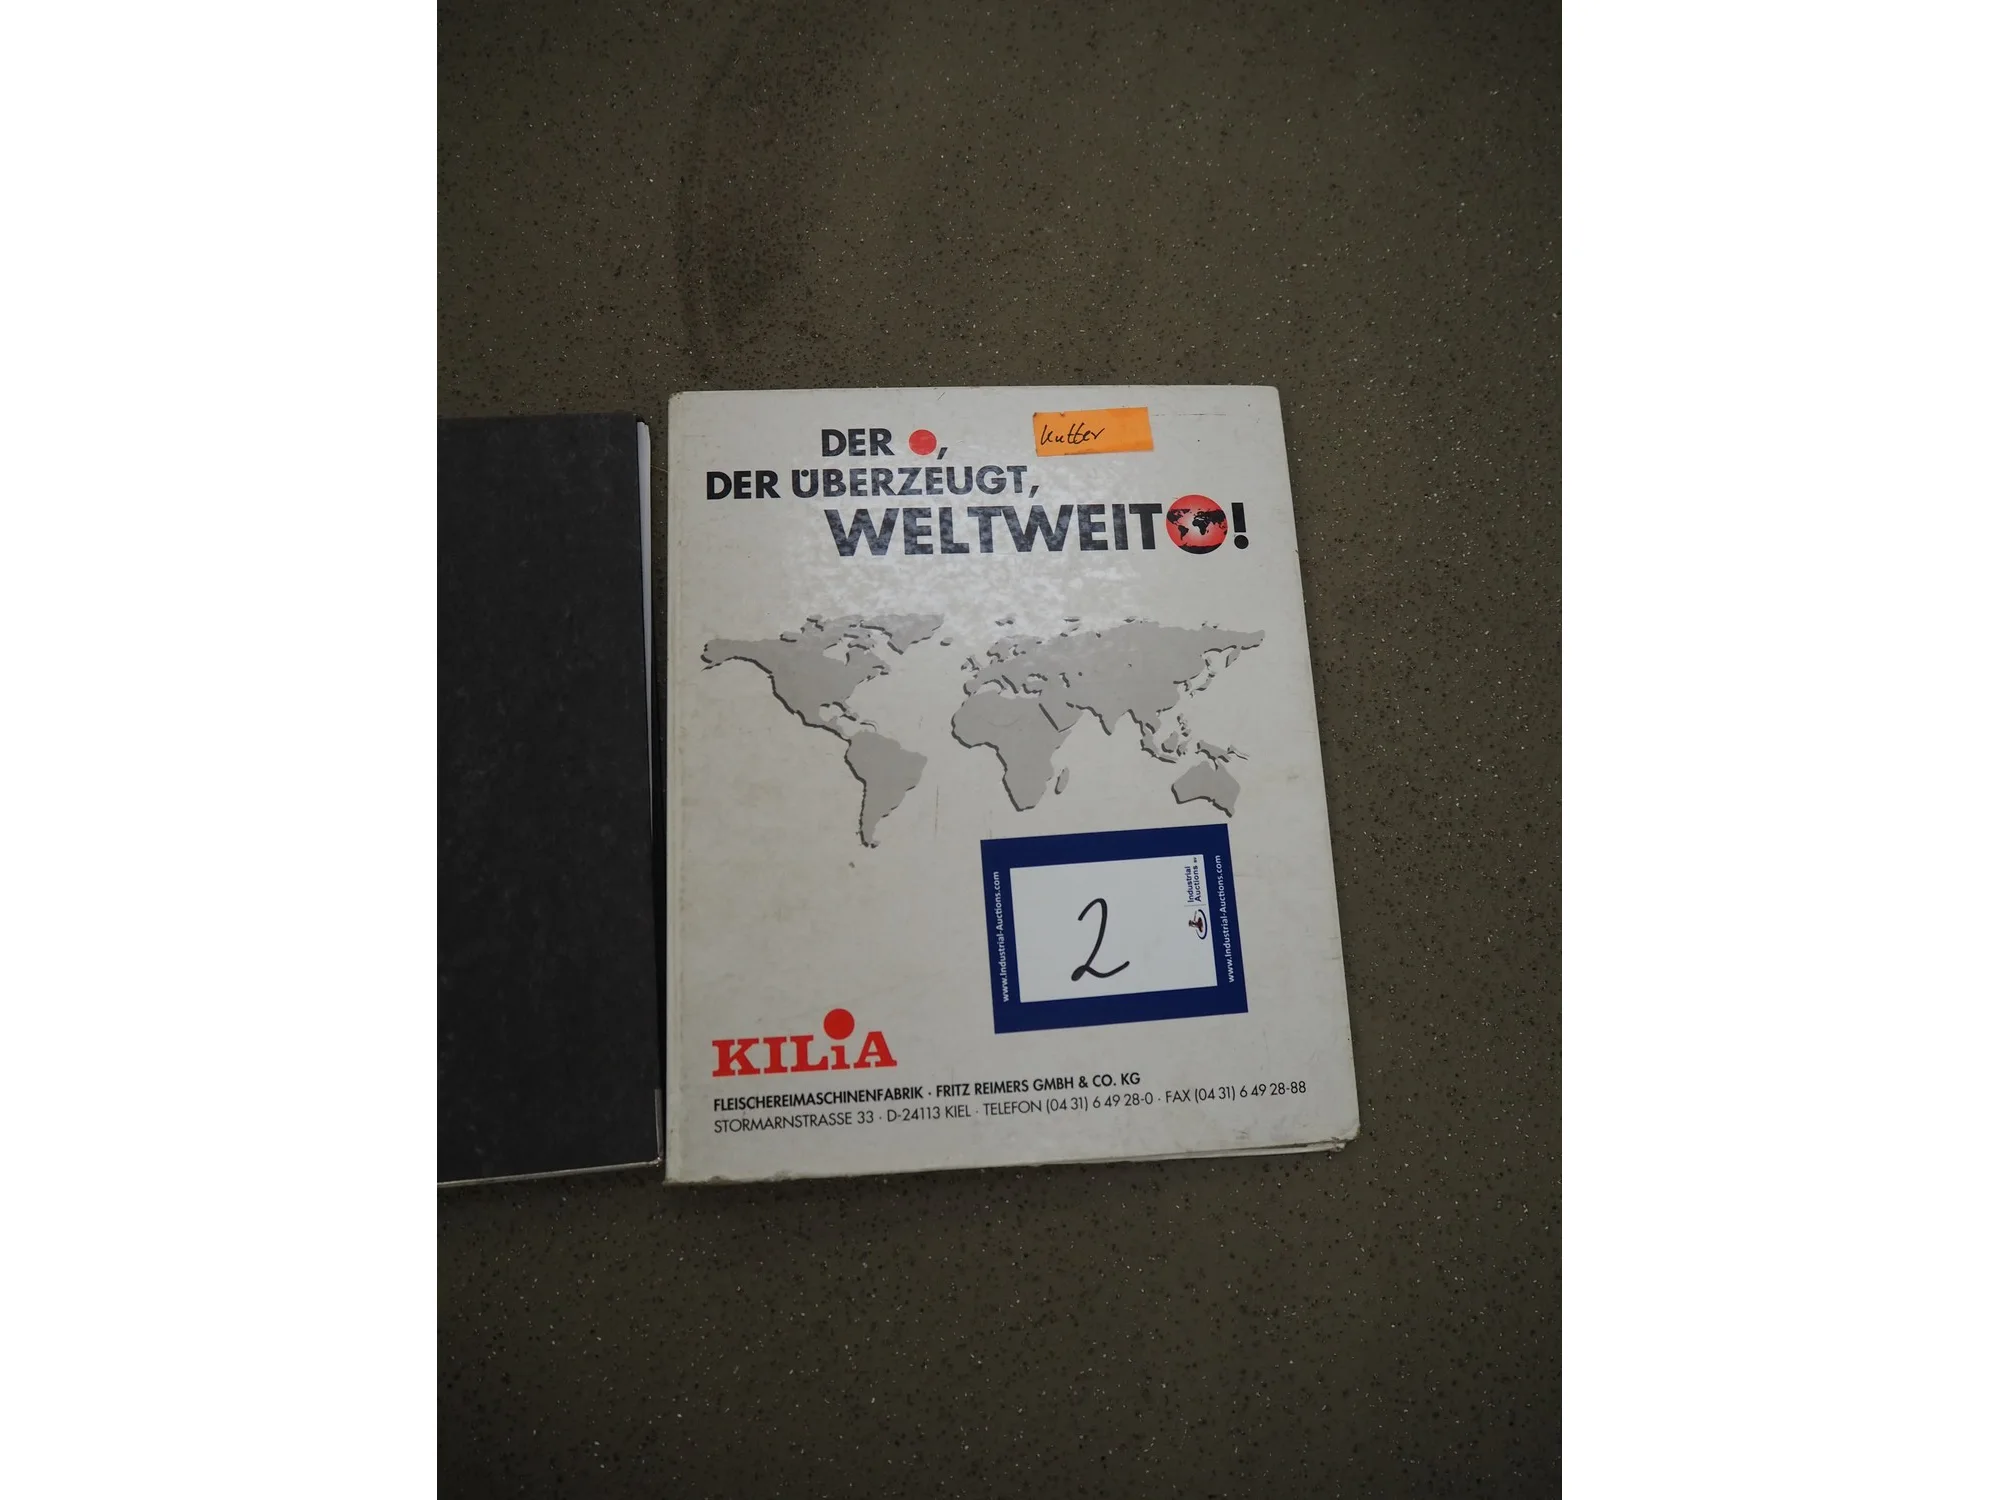 DER ,
Kutter
DER ÜBERZEUGT,
WELTWEIT !
www.Industrial-Auctions.com
2
Industrial
Auctions BV
www.Industrial-Auctions.com
KILiA
FLEISCHEREIMASCHINENFABRIK · FRITZ REIMERS GMBH & CO. KG
STORMARNSTRASSE 33 · D-24113 KIEL · TELEFON (04 31) 6 49 28-0 · FAX (04 31) 6 49 28-88